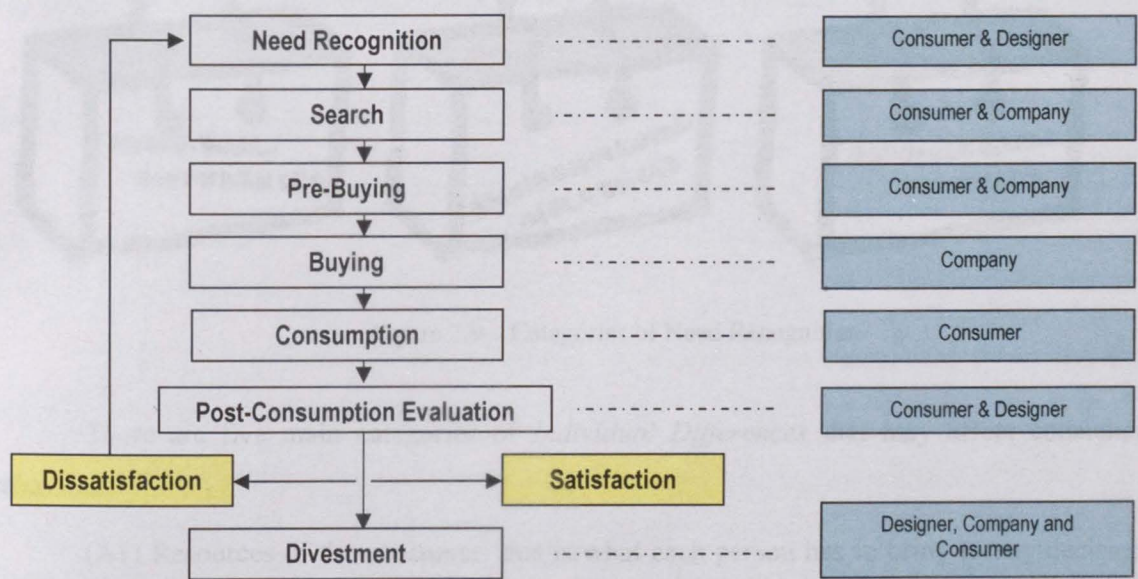 Need Recognition
Consumer & Designer
Search
Consumer & Company
Pre-Buying
Consumer & Company
Buying
Company
Consumption
Consumer
Post-Consumption Evaluation
Consumer & Designer
Dissatisfaction
Satisfaction
Divestment
Designer, Company and
Consumer